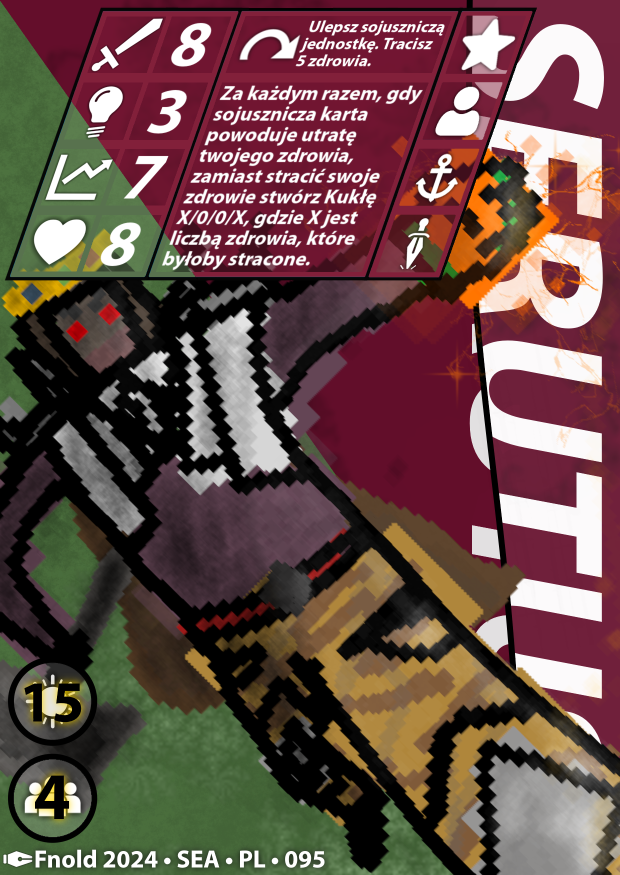 8
3
7
8
Ulepsz sojuszniczą
jednostkę. Tracisz
5 zdrowia.
Za każdym razem, gdy
sojusznicza karta
powoduje utratę
twojego zdrowia,
zamiast stracić swoje
zdrowie stwórz Kukłę
X/0/0/X, gdzie X jest
liczbą zdrowia, które
byłoby stracone.
SERUTIU
15
4
Fnold 2024 • SEA • PL • 095